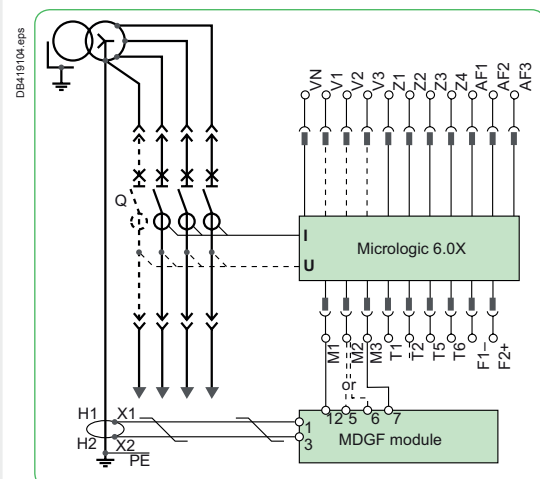 DB419104.eps
VN
V1
V2
V3
Z1
Z2
Z3
Z4
AF1
AF2
AF3
Q
I
U
Micrologic 6.0X
M1
M2
M3
T1
T2
T5
T6
F1–
F2+
or
12 5 6 7
H1 X1
H2 X2
PE
1
3
MDGF module